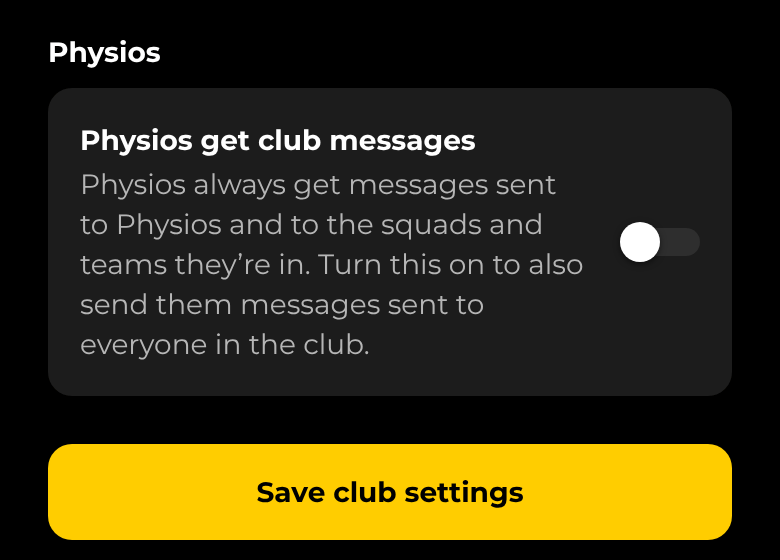 Physios
Physios get club messages
Physios always get messages sent
to Physios and to the squads and
teams they’re in. Turn this on to also
send them messages sent to
everyone in the club.
Save club settings